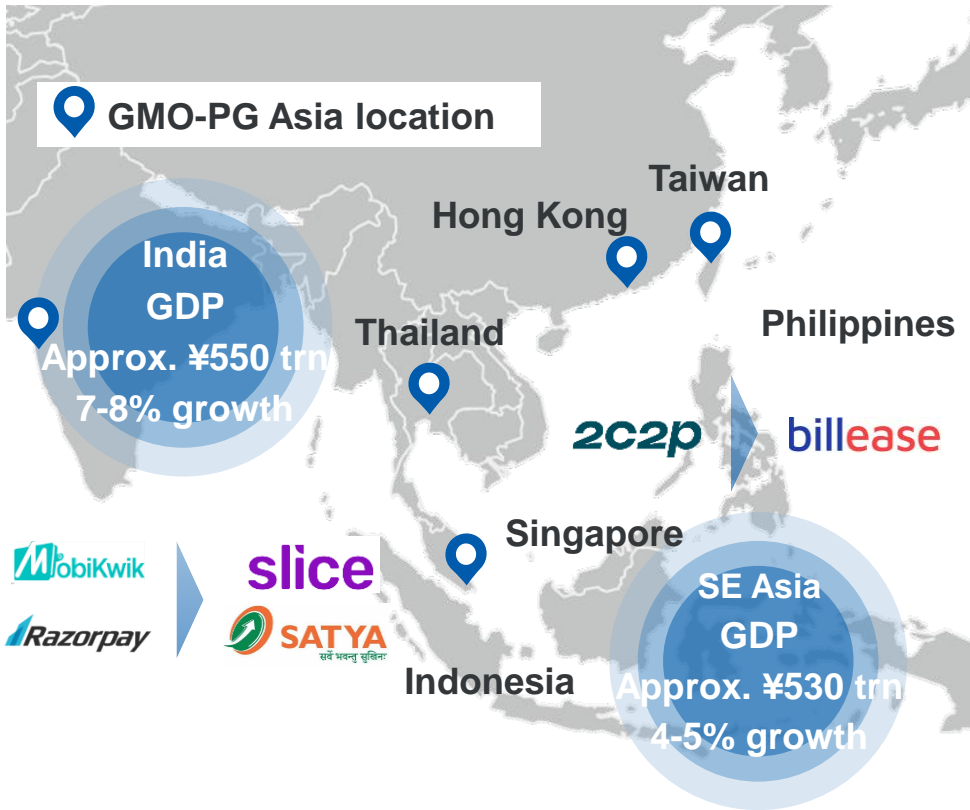 GMO-PG Asia location
Taiwan
Hong Kong
India
GDP
Approx. ¥550 trn
7-8% growth
Thailand
Philippines
2c2p
billease
Singapore
MobiKwik
slice
Razorpay
SATYA
सर्वे भवन्तु सुखिनः
SE Asia
GDP
Approx. ¥530 trn
4-5% growth
Indonesia